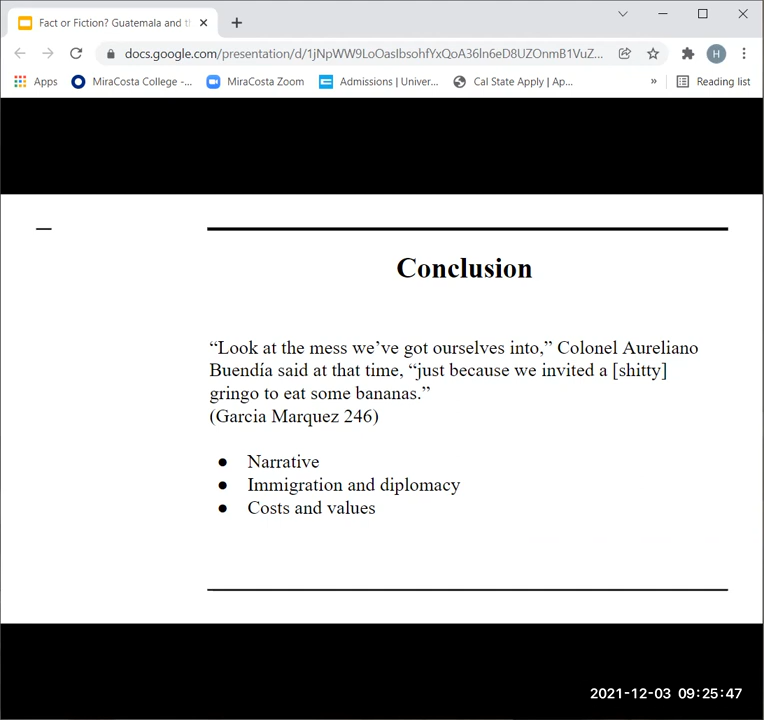 Fact or Fiction? Guatemala and t
docs.google.com/presentation/d/1jNpWW9LoOasIbsohfYxQoA36ln6eD8UZOnmB1VuZ...
H
Apps MiraCosta College -... MiraCosta Zoom Admissions | Univer... Cal State Apply | Ap... » Reading list
Conclusion
“Look at the mess we’ve got ourselves into,” Colonel Aureliano
Buendía said at that time, “just because we invited a [shitty]
gringo to eat some bananas.”
(Garcia Marquez 246)
● Narrative
● Immigration and diplomacy
● Costs and values
2021-12-03 09:25:47